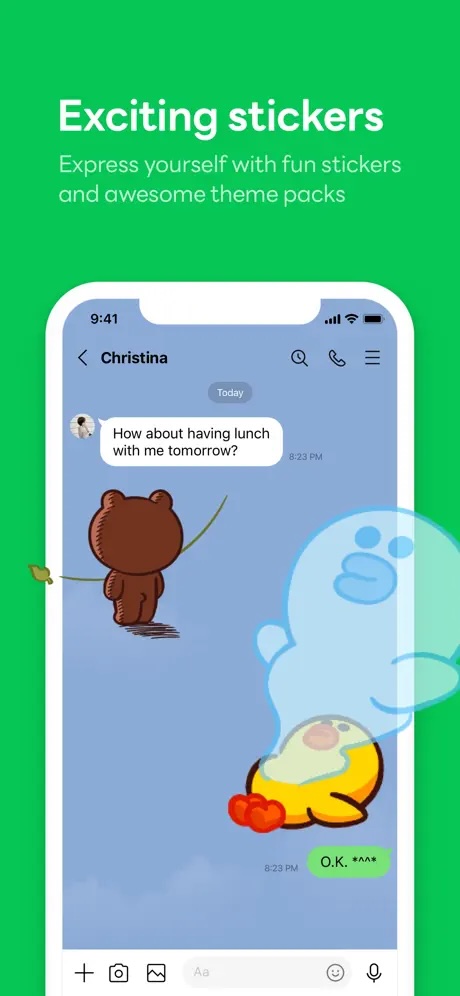 Exciting stickers
Express yourself with fun stickers
and awesome theme packs
9:41
Christina
Today
How about having lunch
with me tomorrow?
8:23 PM
8:23 PM
O.K. *^^*
Aa